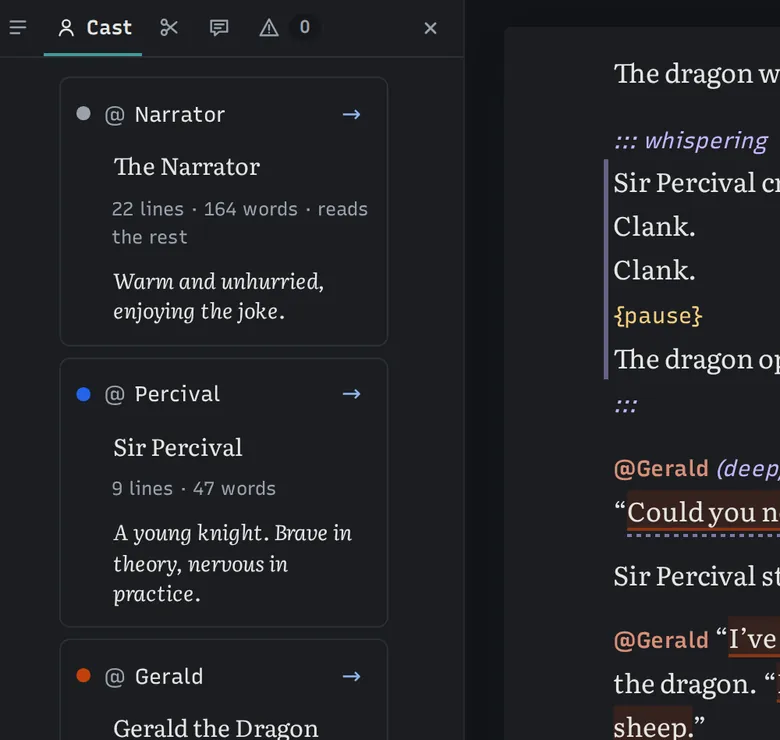 Cast
0
@ Narrator →
The Narrator
22 lines · 164 words · reads
the rest
Warm and unhurried,
enjoying the joke.
@ Percival →
Sir Percival
9 lines · 47 words
A young knight. Brave in
theory, nervous in
practice.
@ Gerald →
Gerald the Dragon
The dragon w
::: whispering
Sir Percival cr
Clank.
Clank.
{pause}
The dragon op
:::
@Gerald (deep,
“Could you n
Sir Percival st
@Gerald “I’ve
the dragon. “
sheep.”